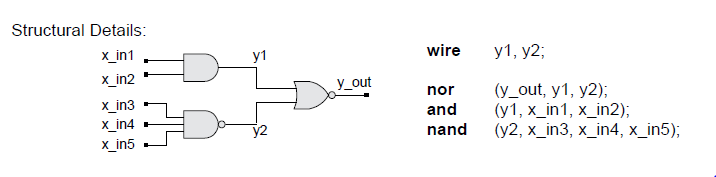 Structural Details:
x_in1
x_in2
x_in3
x_in4
x_in5
y1
y2
y_out
wire y1, y2;
nor (y_out, y1, y2);
and (y1, x_in1, x_in2);
nand (y2, x_in3, x_in4, x_in5);